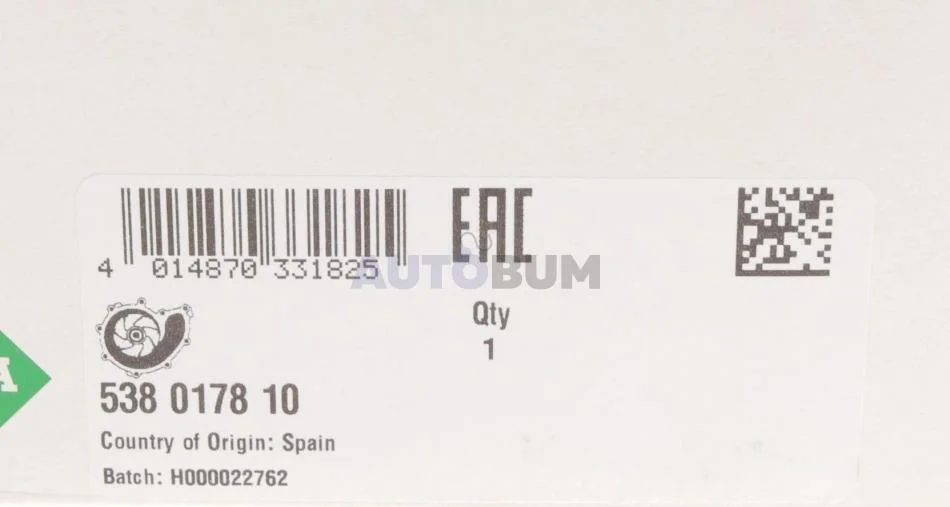 EAC
4 014870 331825
AUTOBUM
Qty
1
538 0178 10
Country of Origin: Spain
Batch: H000022762
A